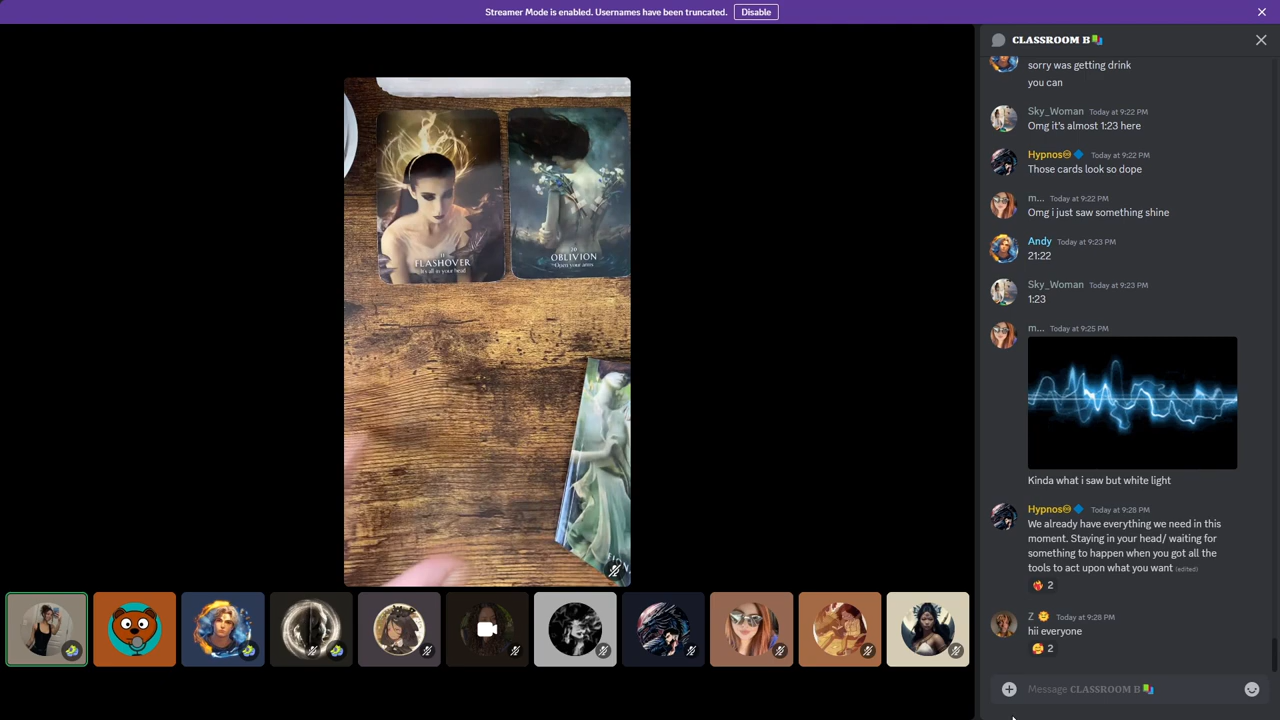 Streamer Mode is enabled. Usernames have been truncated. Disable
CLASSROOM B
sorry was getting drink
you can
Sky_Woman Today at 9:22 PM
Omg it's almost 1:23 here
Hypnos Today at 9:22 PM
Those cards look so dope
m... Today at 9:22 PM
Omg i just saw something shine
Andy Today at 9:23 PM
21:22
Sky_Woman Today at 9:23 PM
1:23
m... Today at 9:25 PM
Kinda what i saw but white light
Hypnos Today at 9:28 PM
We already have everything we need in this
moment. Staying in your head/ waiting for
something to happen when you got all the
tools to act upon what you want (edited)
2
Z Today at 9:28 PM
hii everyone
2
Message CLASSROOM B
11
FLASHOVER
It's all in your head
20
OBLIVION
Open your arms